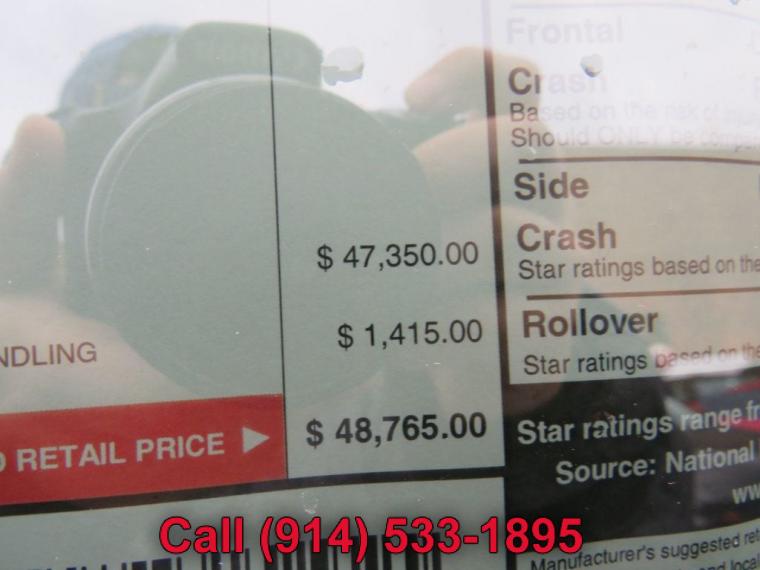 Frontal
Crash
Based on the risk of
Should ONLY be
Side
Crash
Star ratings based on the
Rollover
Star ratings based on the
$ 47,350.00
NDLING $ 1,415.00
RETAIL PRICE $ 48,765.00
Star ratings range
Source: National
Manufacturer's suggested
Call (914) 533-1895